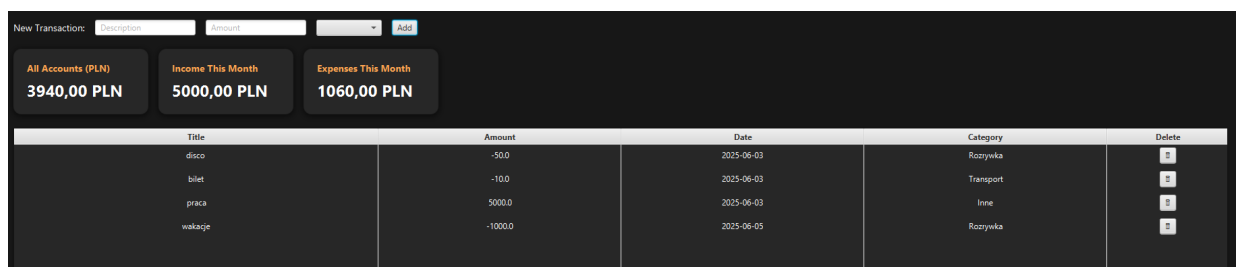 New Transaction: Description Amount Add
All Accounts (PLN) Income This Month Expenses This Month
3940,00 PLN 5000,00 PLN 1060,00 PLN
Title Amount Date Category Delete
disco -50.0 2025-06-03 Rozrywka
bilet -10.0 2025-06-03 Transport
praca 5000.0 2025-06-03 Inne
wakacje -1000.0 2025-06-05 Rozrywka